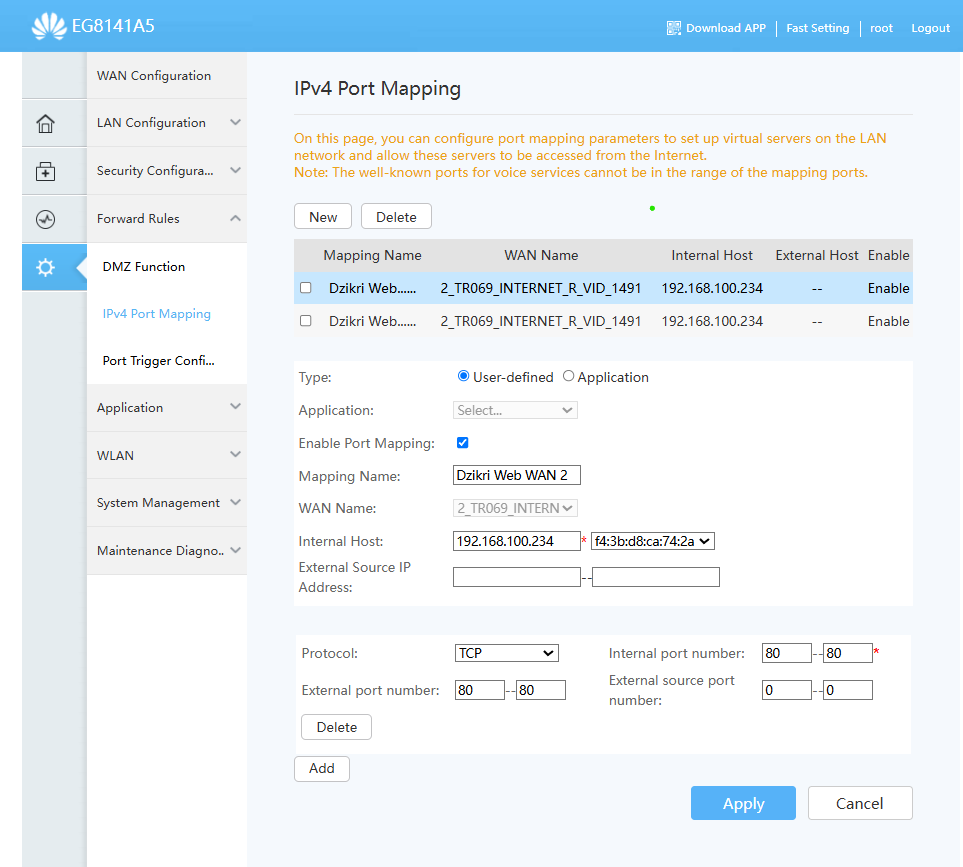 EG8141A5
Download APP Fast Setting root Logout
WAN Configuration
LAN Configuration
Security Configura...
Forward Rules
DMZ Function
IPv4 Port Mapping
Port Trigger Confi...
Application
WLAN
System Management
Maintenance Diagno..
IPv4 Port Mapping
On this page, you can configure port mapping parameters to set up virtual servers on the LAN
network and allow these servers to be accessed from the Internet.
Note: The well-known ports for voice services cannot be in the range of the mapping ports.
New Delete
Mapping Name WAN Name Internal Host External Host Enable
Dzikri Web...... 2_TR069_INTERNET_R_VID_1491 192.168.100.234 -- Enable
Dzikri Web...... 2_TR069_INTERNET_R_VID_1491 192.168.100.234 -- Enable
Type: User-defined Application
Application: Select...
Enable Port Mapping:
Mapping Name: Dzikri Web WAN 2
WAN Name: 2_TR069_INTERN
Internal Host: 192.168.100.234 * f4:3b:d8:ca:74:2a
External Source IP
Address: --
Protocol: TCP Internal port number: 80 -- 80 *
External port number: 80 -- 80 External source port
number: 0 -- 0
Delete
Add
Apply Cancel